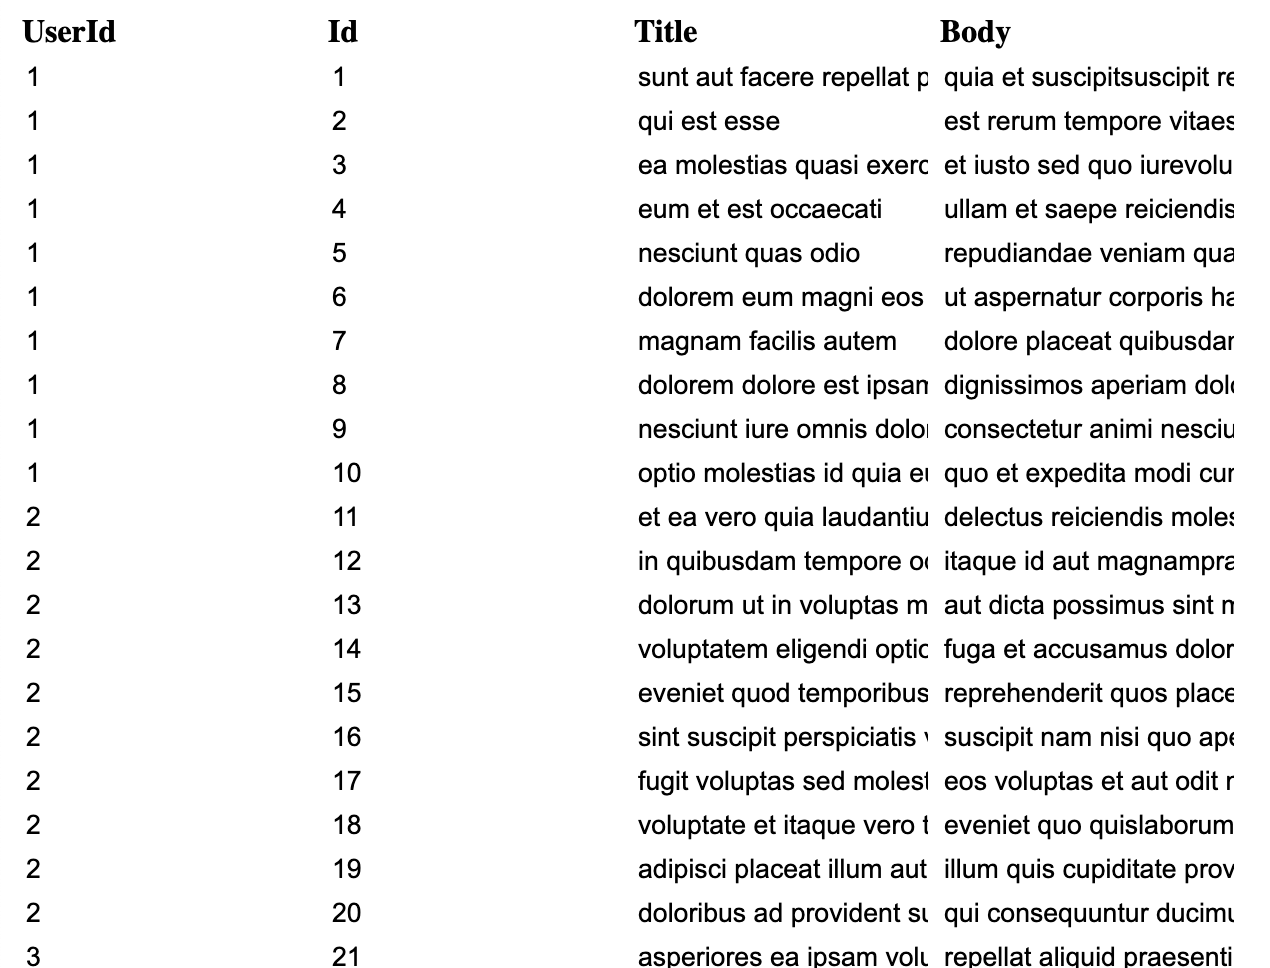 UserId Id Title Body
1 1 sunt aut facere repellat p quia et suscipitsuscipit re
1 2 qui est esse est rerum tempore vitaes
1 3 ea molestias quasi exerc et iusto sed quo iurevolu
1 4 eum et est occaecati ullam et saepe reiciendis
1 5 nesciunt quas odio repudiandae veniam qua
1 6 dolorem eum magni eos ut aspernatur corporis ha
1 7 magnam facilis autem dolore placeat quibusdam
1 8 dolorem dolore est ipsam dignissimos aperiam dolo
1 9 nesciunt iure omnis dolor consectetur animi nesciu
1 10 optio molestias id quia eu quo et expedita modi cum
2 11 et ea vero quia laudantiu delectus reiciendis moles
2 12 in quibusdam tempore oc itaque id aut magnampra
2 13 dolorum ut in voluptas m aut dicta possimus sint m
2 14 voluptatem eligendi optio fuga et accusamus dolor
2 15 eveniet quod temporibus reprehenderit quos place
2 16 sint suscipit perspiciatis v suscipit nam nisi quo ape
2 17 fugit voluptas sed molest eos voluptas et aut odit n
2 18 voluptate et itaque vero t eveniet quo quislaborum
2 19 adipisci placeat illum aut illum quis cupiditate prov
2 20 doloribus ad provident su qui consequuntur ducimu
3 21 asperiores ea ipsam volu repellat aliquid praesenti